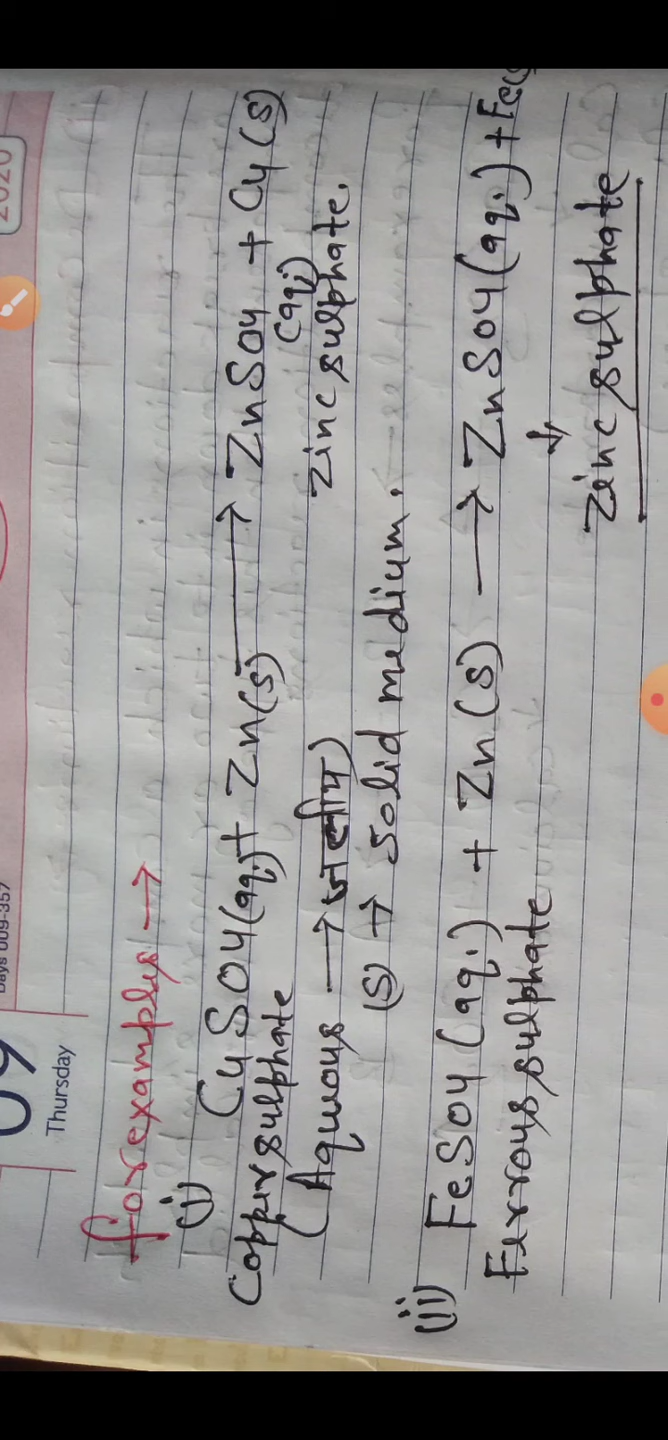 2020
Days 009-357
09
Thursday
for examples →
(i) CuSO4(aq.) + Zn(s) → ZnSO4 + Cu(s)
(aq.)
Copper sulphate
Zinc sulphate.
(Aquous → जलीय)
(s) → Solid medium.
(ii) FeSO4(aq.) + Zn(s) → ZnSO4(aq.) + Fe(s
Ferrous sulphate
↓
Zinc sulphate